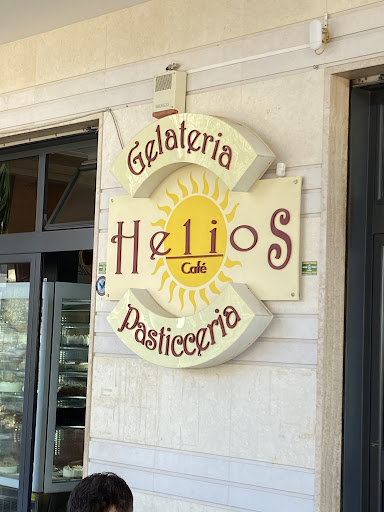 Gelateria
Helios
Café
Pasticceria